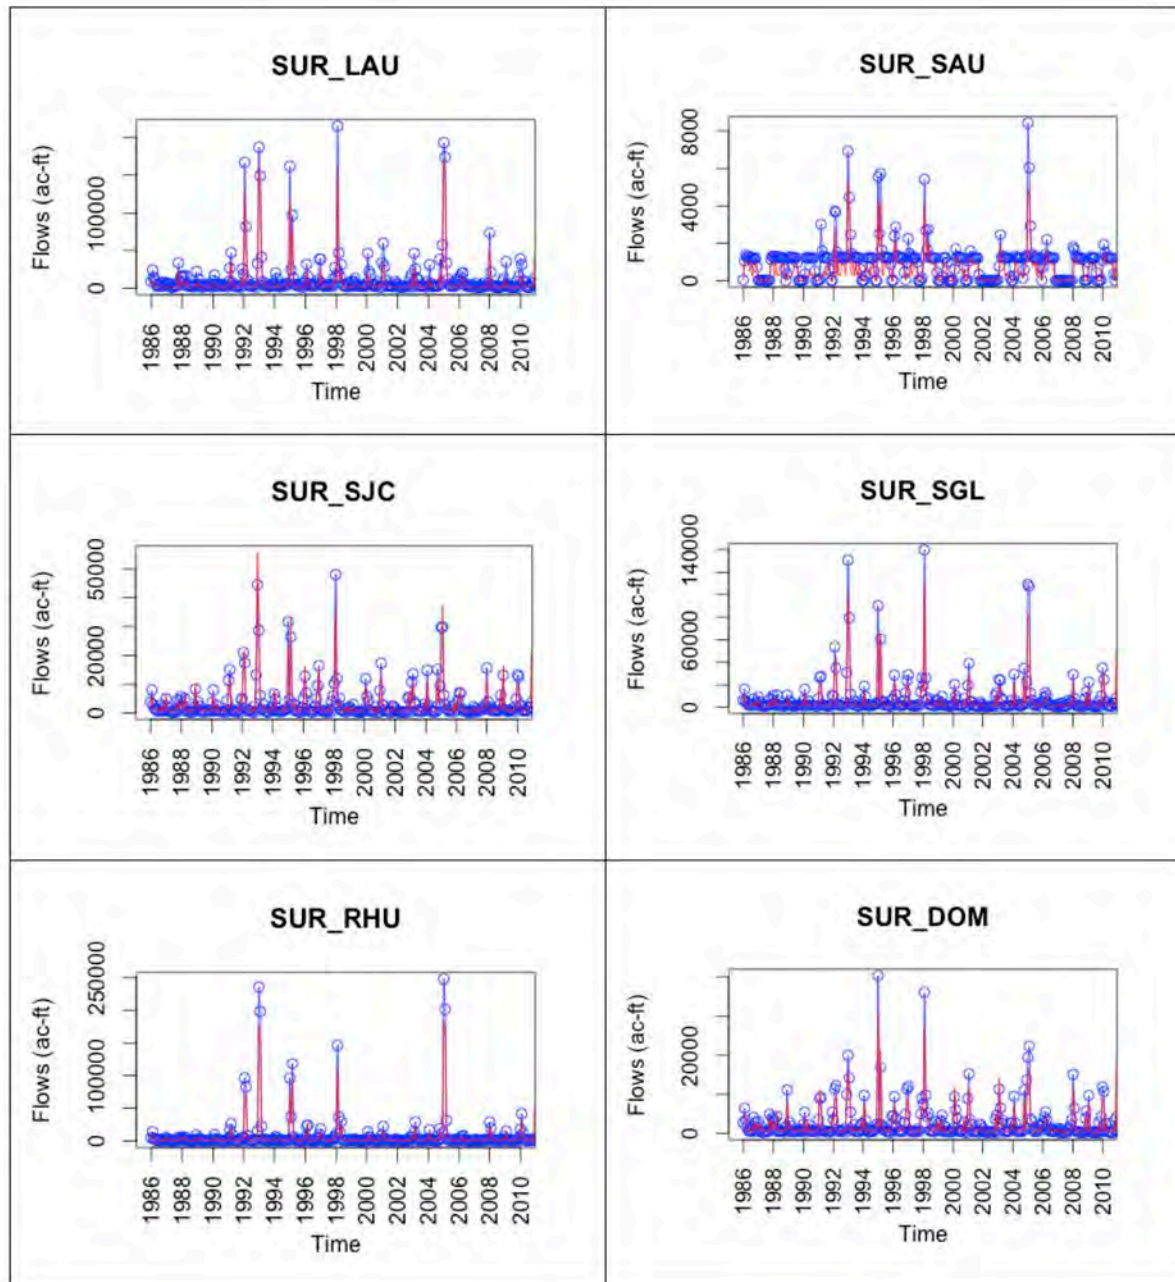 SUR_LAU
Flows (ac-ft)
100000
0
1986 1988 1990 1992 1994 1996 1998 2000 2002 2004 2006 2008 2010
Time
SUR_SAU
Flows (ac-ft)
8000
4000
0
1986 1990 1992 1994 1996 1998 2000 2002 2004 2006 2008 2010
Time
SUR_SJC
Flows (ac-ft)
50000
20000
0
1986 1988 1990 1992 1994 1996 1998 2000 2002 2004 2006 2008 2010
Time
SUR_SGL
Flows (ac-ft)
140000
60000
0
1986 1988 1990 1992 1994 1996 1998 2000 2002 2004 2006 2008 2010
Time
SUR_RHU
Flows (ac-ft)
250000
100000
0
1986 1988 1990 1992 1994 1996 1998 2000 2002 2004 2006 2008 2010
Time
SUR_DOM
Flows (ac-ft)
20000
0
1986 1988 1990 1992 1994 1996 1998 2000 2002 2004 2006 2008 2010
Time